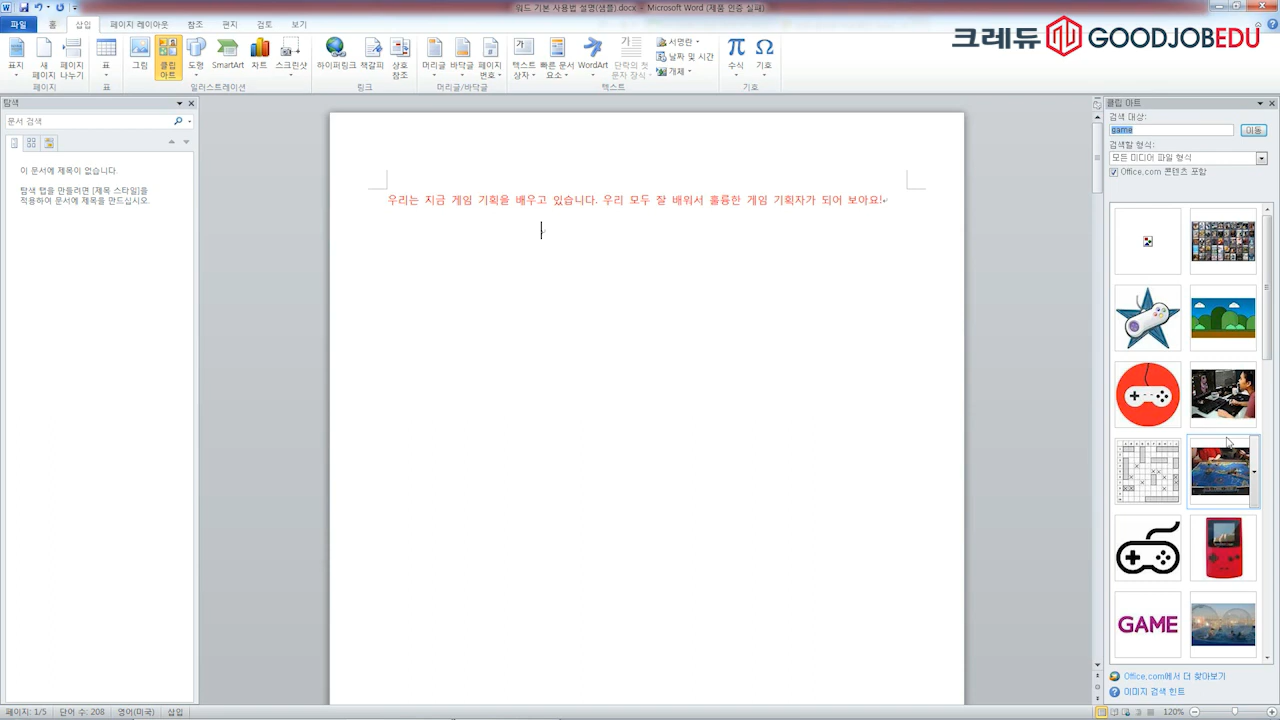 워드 기본 사용법 설명(샘플).docx - Microsoft Word (제품 인증 실패)
파일 홈 삽입 페이지 레이아웃 참조 편지 검토 보기
크레듀 GOODJOBEDU
표지 새 페이지 페이지 나누기 표 그림 클립 아트 도형 SmartArt 차트 스크린샷 하이퍼링크 책갈피 상호 참조 머리글 바닥글 페이지 번호 텍스트 상자 빠른 문서 요소 WordArt 단락의 첫 문자 장식 서명란 날짜 및 시간 개체 수식 기호
페이지 표 일러스트레이션 링크 머리글/바닥글 텍스트 기호
탐색
문서 검색
이 문서에 제목이 없습니다.
탐색 탭을 만들려면 [제목 스타일]을
적용하여 문서에 제목을 만드십시오.
우리는 지금 게임 기획을 배우고 있습니다. 우리 모두 잘 배워서 훌륭한 게임 기획자가 되어 보아요!
클립 아트
검색 대상:
game 이동
검색할 형식:
모든 미디어 파일 형식
Office.com 콘텐츠 포함
GAME
Office.com에서 더 찾아보기
이미지 검색 힌트
페이지: 1/5 단어 수: 208 영어(미국) 삽입 120%